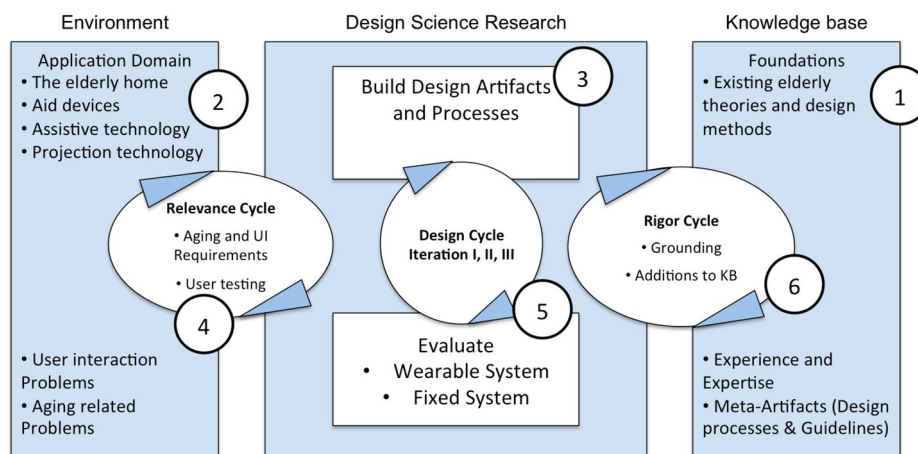 Environment
Design Science Research
Knowledge base
Application Domain
• The elderly home
• Aid devices
• Assistive technology
• Projection technology
2
Build Design Artifacts
and Processes
3
Foundations
• Existing elderly
theories and design
methods
1
Relevance Cycle
• Aging and UI
Requirements
• User testing
4
Design Cycle
Iteration I, II, III
5
Rigor Cycle
• Grounding
• Additions to KB
6
• User interaction
Problems
• Aging related
Problems
Evaluate
• Wearable System
• Fixed System
• Experience and
Expertise
• Meta-Artifacts (Design
processes & Guidelines)